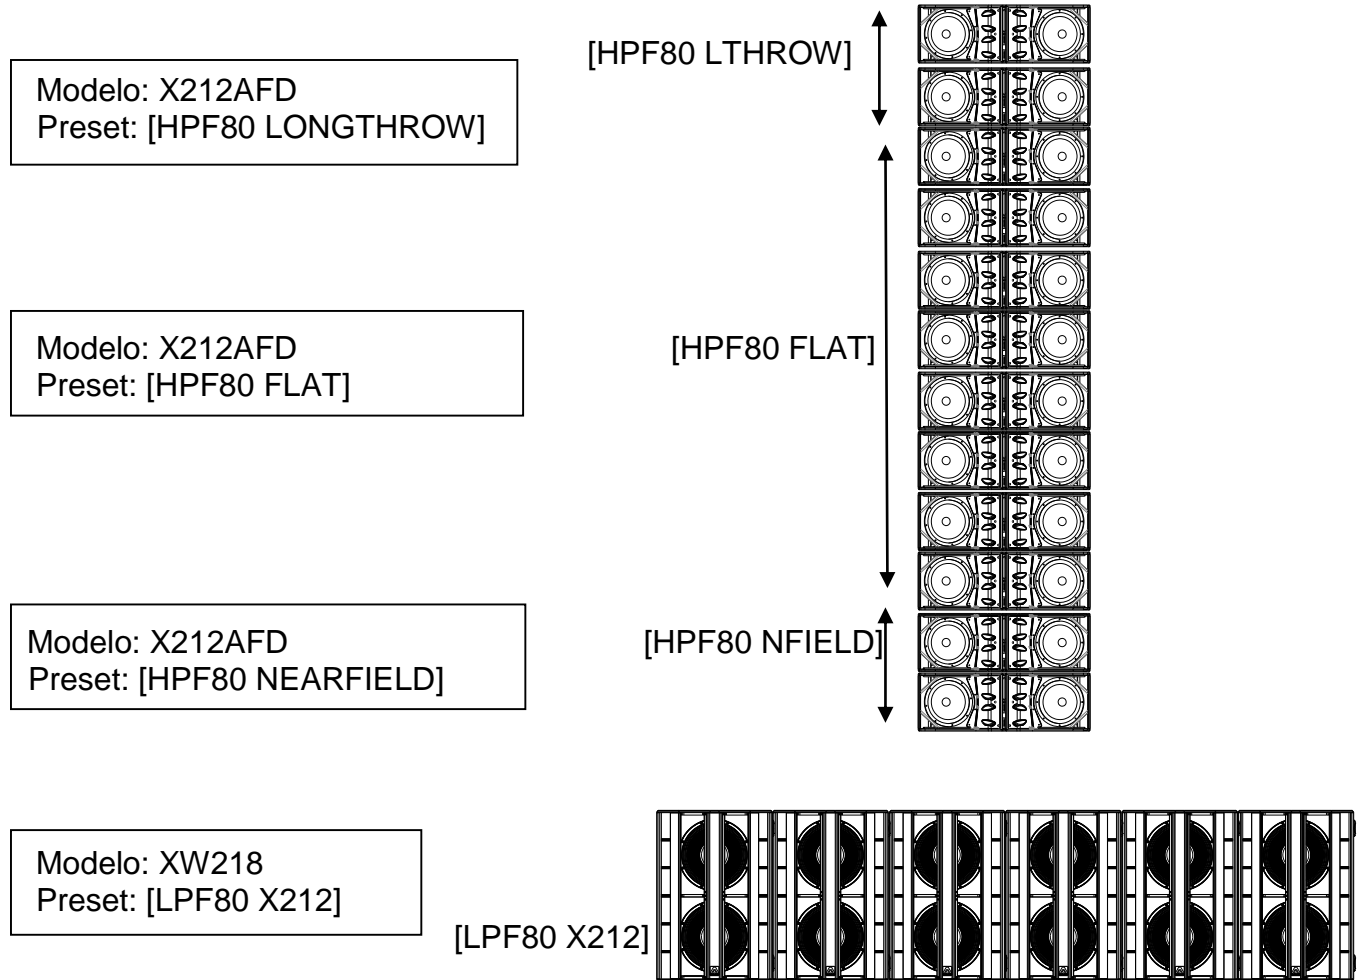 [HPF80 LTHROW]
Modelo: X212AFD
Preset: [HPF80 LONGTHROW]
Modelo: X212AFD
Preset: [HPF80 FLAT]
[HPF80 FLAT]
Modelo: X212AFD
Preset: [HPF80 NEARFIELD]
[HPF80 NFIELD]
Modelo: XW218
Preset: [LPF80 X212]
[LPF80 X212]